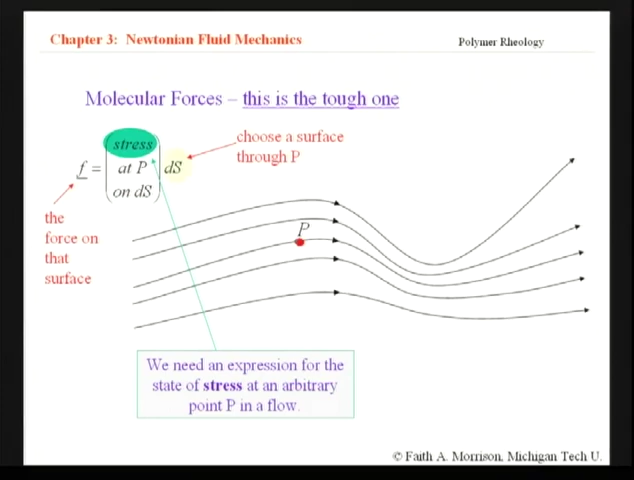 Chapter 3: Newtonian Fluid Mechanics
Polymer Rheology
Molecular Forces – this is the tough one
choose a surface
through P
f = stress
at P dS
on dS
the
force on
that
surface
P
We need an expression for the
state of stress at an arbitrary
point P in a flow.
© Faith A. Morrison, Michigan Tech U.